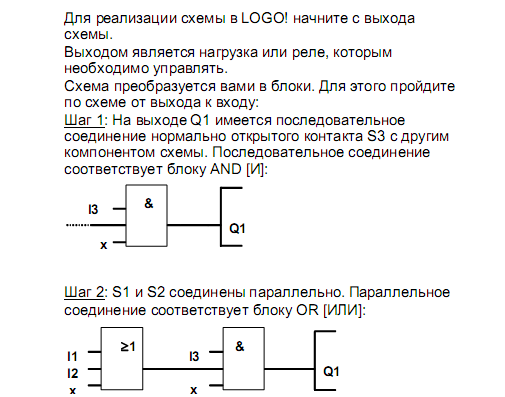 Для реализации схемы в LOGO! начните с выхода
схемы.
Выходом является нагрузка или реле, которым
необходимо управлять.
Схема преобразуется вами в блоки. Для этого пройдите
по схеме от выхода к входу:
Шаг 1: На выходе Q1 имеется последовательное
соединение нормально открытого контакта S3 с другим
компонентом схемы. Последовательное соединение
соответствует блоку AND [И]:
I3 &
Q1
x
Шаг 2: S1 и S2 соединены параллельно. Параллельное
соединение соответствует блоку OR [ИЛИ]:
≥1 &
I1 I3
I2 Q1
x x